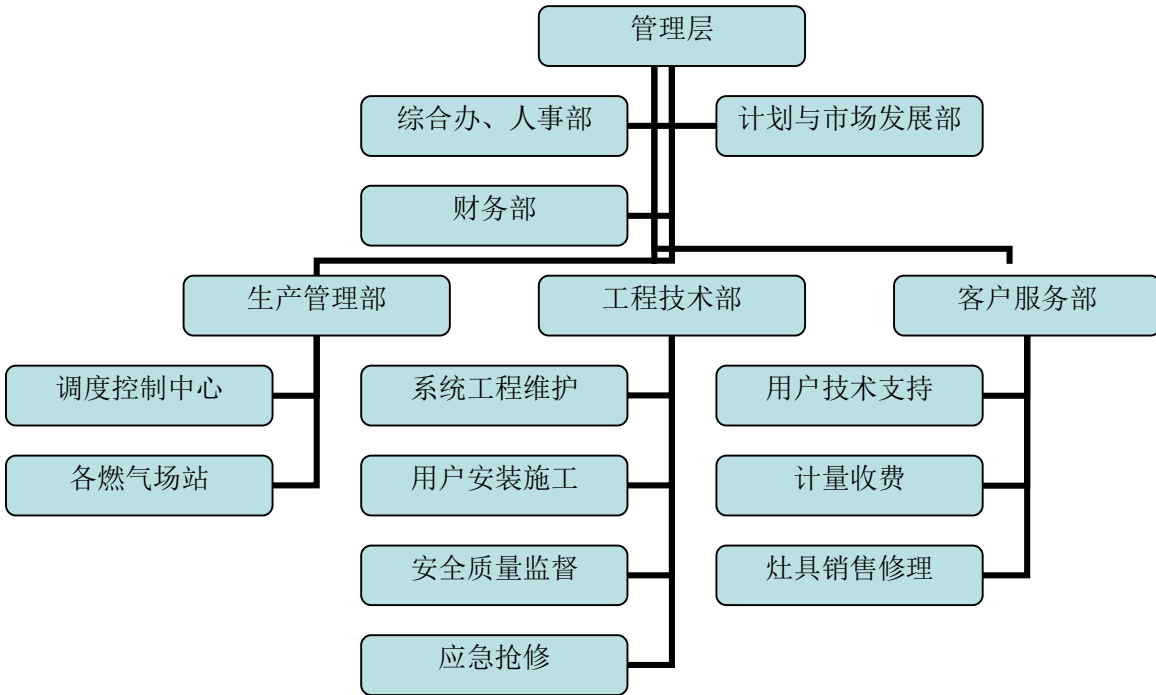 管理层
综合办、人事部
计划与市场发展部
财务部
生产管理部
工程技术部
客户服务部
调度控制中心
系统工程维护
用户技术支持
各燃气场站
用户安装施工
计量收费
安全质量监督
灶具销售修理
应急抢修